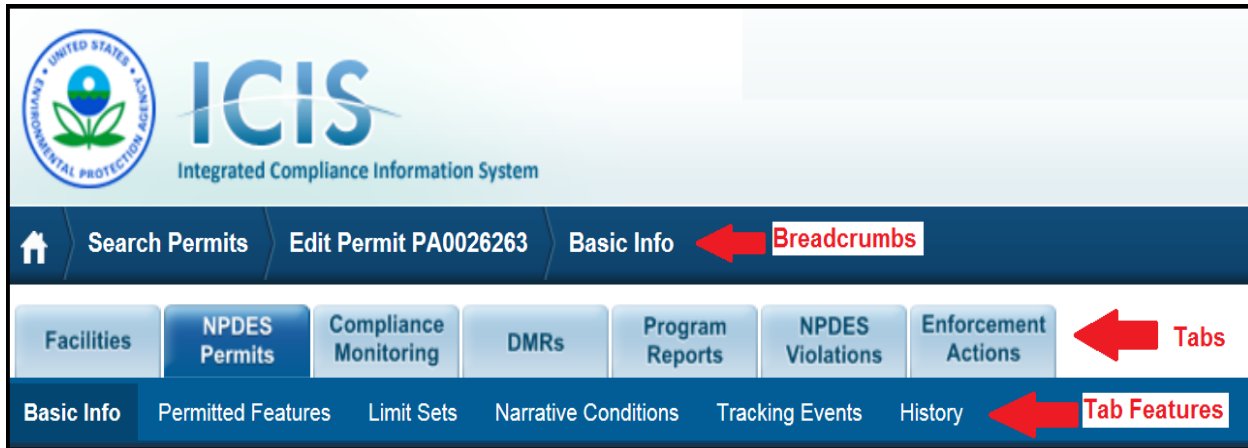 UNITED STATES
ENVIRONMENTAL PROTECTION AGENCY
ICIS
Integrated Compliance Information System
Search Permits Edit Permit PA0026263 Basic Info Breadcrumbs
Facilities NPDES Permits Compliance Monitoring DMRs Program Reports NPDES Violations Enforcement Actions Tabs
Basic Info Permitted Features Limit Sets Narrative Conditions Tracking Events History Tab Features